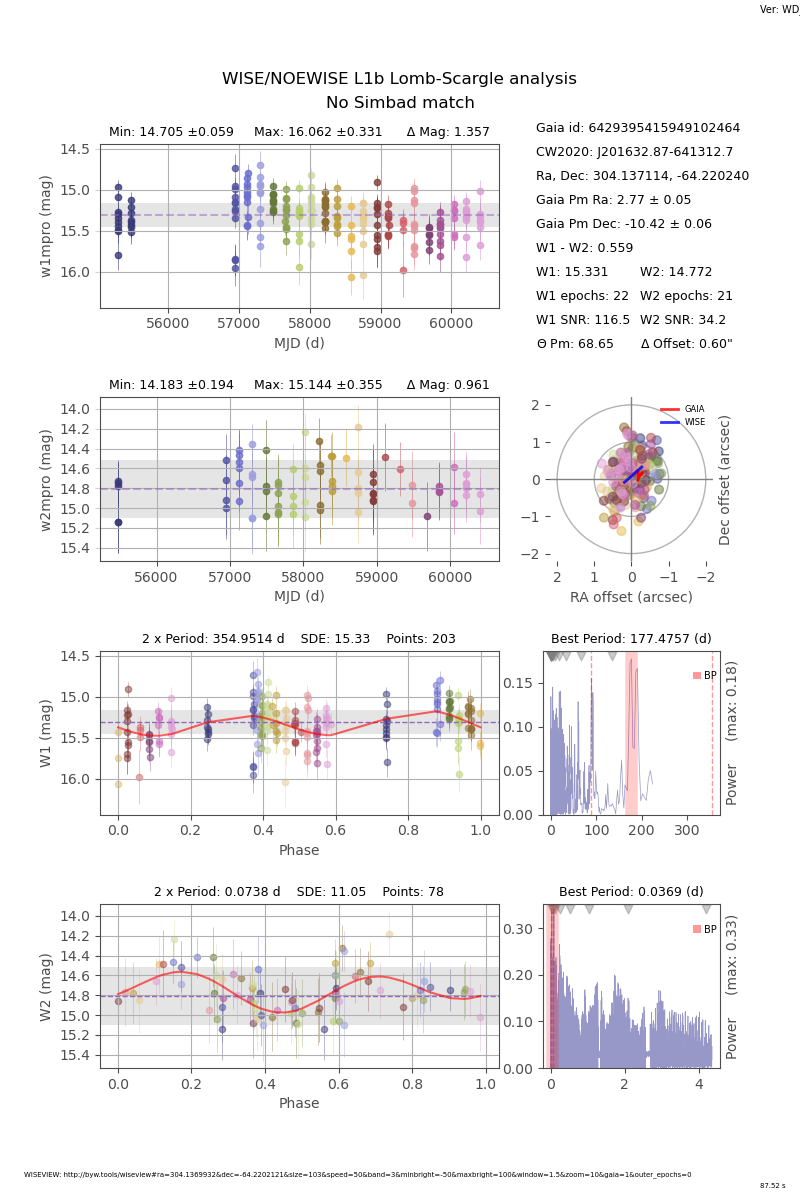 Ver: WD_
WISE/NOEWISE L1b Lomb-Scargle analysis
No Simbad match
Min: 14.705 ±0.059 Max: 16.062 ±0.331 Δ Mag: 1.357
14.5
15.0
15.5
16.0
w1mpro (mag)
56000 57000 58000 59000 60000
MJD (d)
Gaia id: 6429395415949102464
CW2020: J201632.87-641312.7
Ra, Dec: 304.137114, -64.220240
Gaia Pm Ra: 2.77 ± 0.05
Gaia Pm Dec: -10.42 ± 0.06
W1 - W2: 0.559
W1: 15.331 W2: 14.772
W1 epochs: 22 W2 epochs: 21
W1 SNR: 116.5 W2 SNR: 34.2
Θ Pm: 68.65 Δ Offset: 0.60"
Min: 14.183 ±0.194 Max: 15.144 ±0.355 Δ Mag: 0.961
14.0
14.2
14.4
14.6
14.8
15.0
15.2
15.4
w2mpro (mag)
56000 57000 58000 59000 60000
MJD (d)
GAIA
WISE
2
1
0
−1
−2
Dec offset (arcsec)
2 1 0 −1 −2
RA offset (arcsec)
2 x Period: 354.9514 d SDE: 15.33 Points: 203
14.5
15.0
15.5
16.0
W1 (mag)
0.0 0.2 0.4 0.6 0.8 1.0
Phase
Best Period: 177.4757 (d)
BP
0.15
0.10
0.05
0.00
Power (max: 0.18)
0 100 200 300
2 x Period: 0.0738 d SDE: 11.05 Points: 78
14.0
14.2
14.4
14.6
14.8
15.0
15.2
15.4
W2 (mag)
0.0 0.2 0.4 0.6 0.8 1.0
Phase
Best Period: 0.0369 (d)
BP
0.30
0.20
0.10
0.00
Power (max: 0.33)
0 2 4
WISEVIEW: http://byw.tools/wiseview#ra=304.1369932&dec=-64.2202121&size=103&speed=50&band=3&minbright=-50&maxbright=100&window=1.5&zoom=10&gaia=1&outer_epochs=0
87.52 s